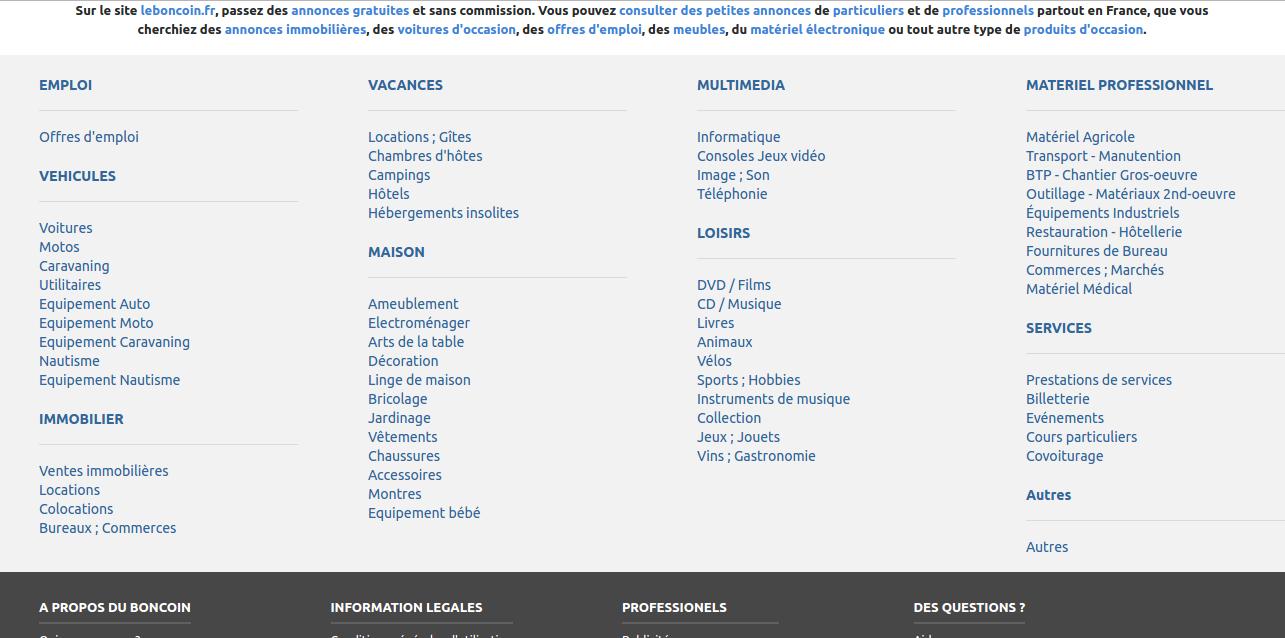 Sur le site leboncoin.fr, passez des annonces gratuites et sans commission. Vous pouvez consulter des petites annonces de particuliers et de professionnels partout en France, que vous
cherchiez des annonces immobilières, des voitures d'occasion, des offres d'emploi, des meubles, du matériel électronique ou tout autre type de produits d'occasion.
EMPLOI
Offres d'emploi
VEHICULES
Voitures
Motos
Caravaning
Utilitaires
Equipement Auto
Equipement Moto
Equipement Caravaning
Nautisme
Equipement Nautisme
IMMOBILIER
Ventes immobilières
Locations
Colocations
Bureaux ; Commerces
VACANCES
Locations ; Gîtes
Chambres d'hôtes
Campings
Hôtels
Hébergements insolites
MAISON
Ameublement
Electroménager
Arts de la table
Décoration
Linge de maison
Bricolage
Jardinage
Vêtements
Chaussures
Accessoires
Montres
Equipement bébé
MULTIMEDIA
Informatique
Consoles Jeux vidéo
Image ; Son
Téléphonie
LOISIRS
DVD / Films
CD / Musique
Livres
Animaux
Vélos
Sports ; Hobbies
Instruments de musique
Collection
Jeux ; Jouets
Vins ; Gastronomie
MATERIEL PROFESSIONNEL
Matériel Agricole
Transport - Manutention
BTP - Chantier Gros-oeuvre
Outillage - Matériaux 2nd-oeuvre
Équipements Industriels
Restauration - Hôtellerie
Fournitures de Bureau
Commerces ; Marchés
Matériel Médical
SERVICES
Prestations de services
Billetterie
Evénements
Cours particuliers
Covoiturage
Autres
Autres
A PROPOS DU BONCOIN
INFORMATION LEGALES
PROFESSIONNELS
DES QUESTIONS ?